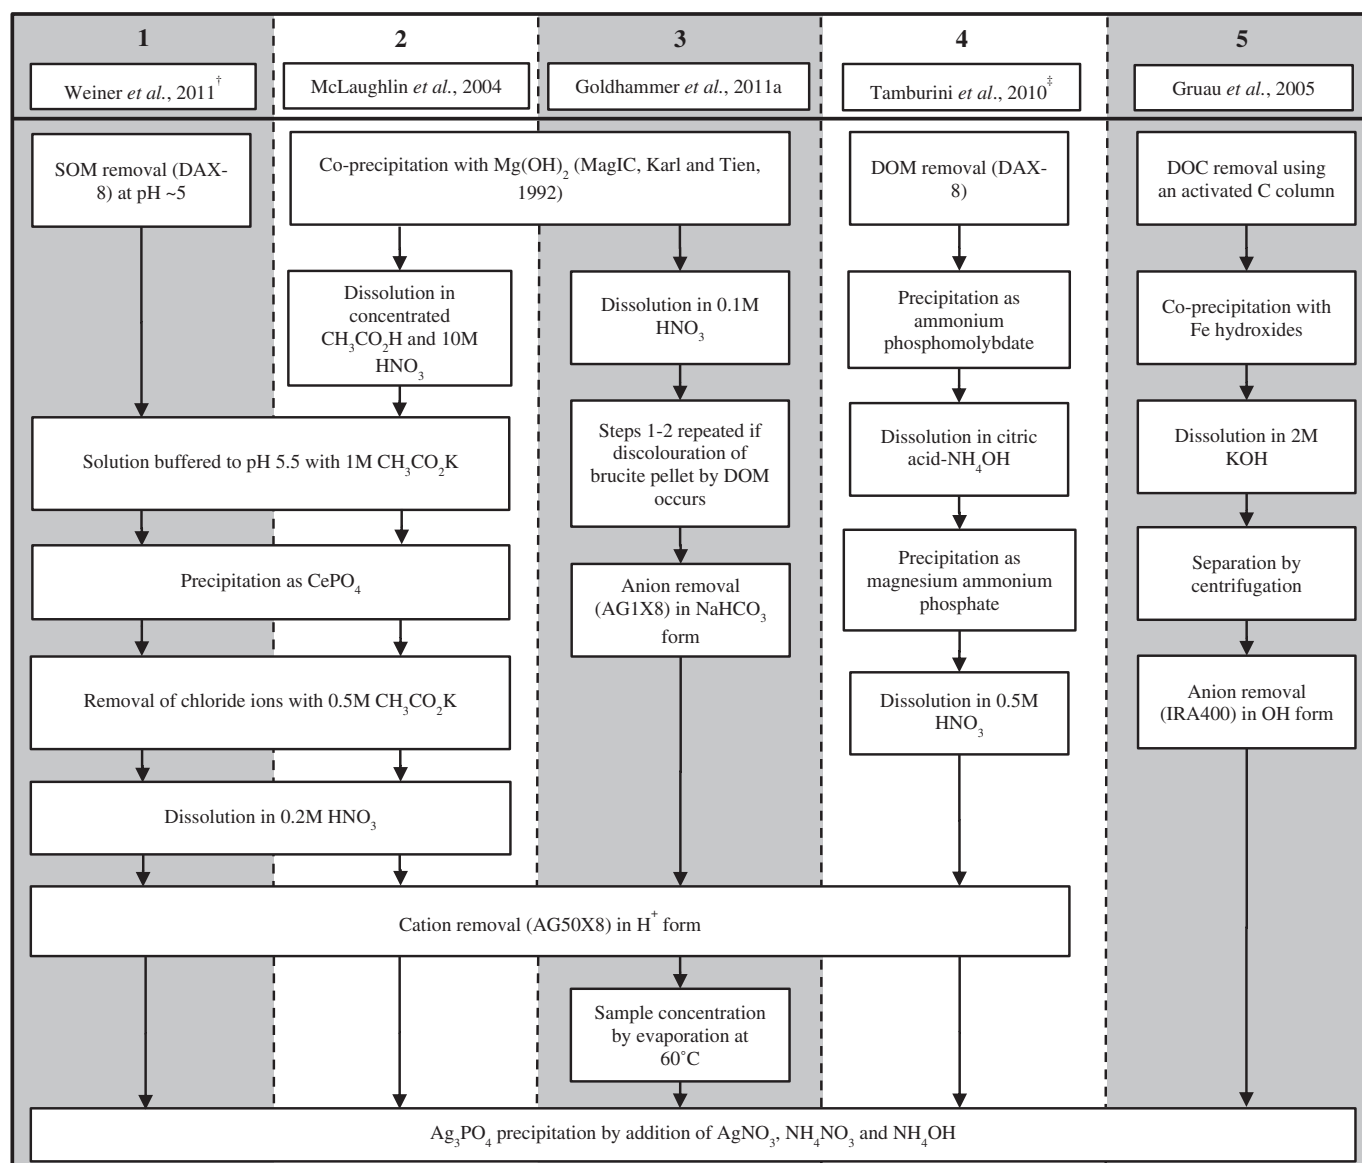 1
2
3
4
5
Weiner et al., 2011†
McLaughlin et al., 2004
Goldhammer et al., 2011a
Tamburini et al., 2010‡
Gruau et al., 2005
SOM removal (DAX-
8) at pH ~5
Co-precipitation with Mg(OH)₂ (MagIC, Karl and Tien,
1992)
DOM removal (DAX-
8)
DOC removal using
an activated C column
Dissolution in
concentrated
CH₃CO₂H and 10M
HNO₃
Dissolution in 0.1M
HNO₃
Precipitation as
ammonium
phosphomolybdate
Co-precipitation with
Fe hydroxides
Solution buffered to pH 5.5 with 1M CH₃CO₂K
Steps 1-2 repeated if
discolouration of
brucite pellet by DOM
occurs
Dissolution in citric
acid-NH₄OH
Dissolution in 2M
KOH
Precipitation as CePO₄
Anion removal
(AG1X8) in NaHCO₃
form
Precipitation as
magnesium ammonium
phosphate
Separation by
centrifugation
Removal of chloride ions with 0.5M CH₃CO₂K
Dissolution in 0.5M
HNO₃
Anion removal
(IRA400) in OH form
Dissolution in 0.2M HNO₃
Cation removal (AG50X8) in H⁺ form
Sample concentration
by evaporation at
60˚C
Ag₃PO₄ precipitation by addition of AgNO₃, NH₄NO₃ and NH₄OH